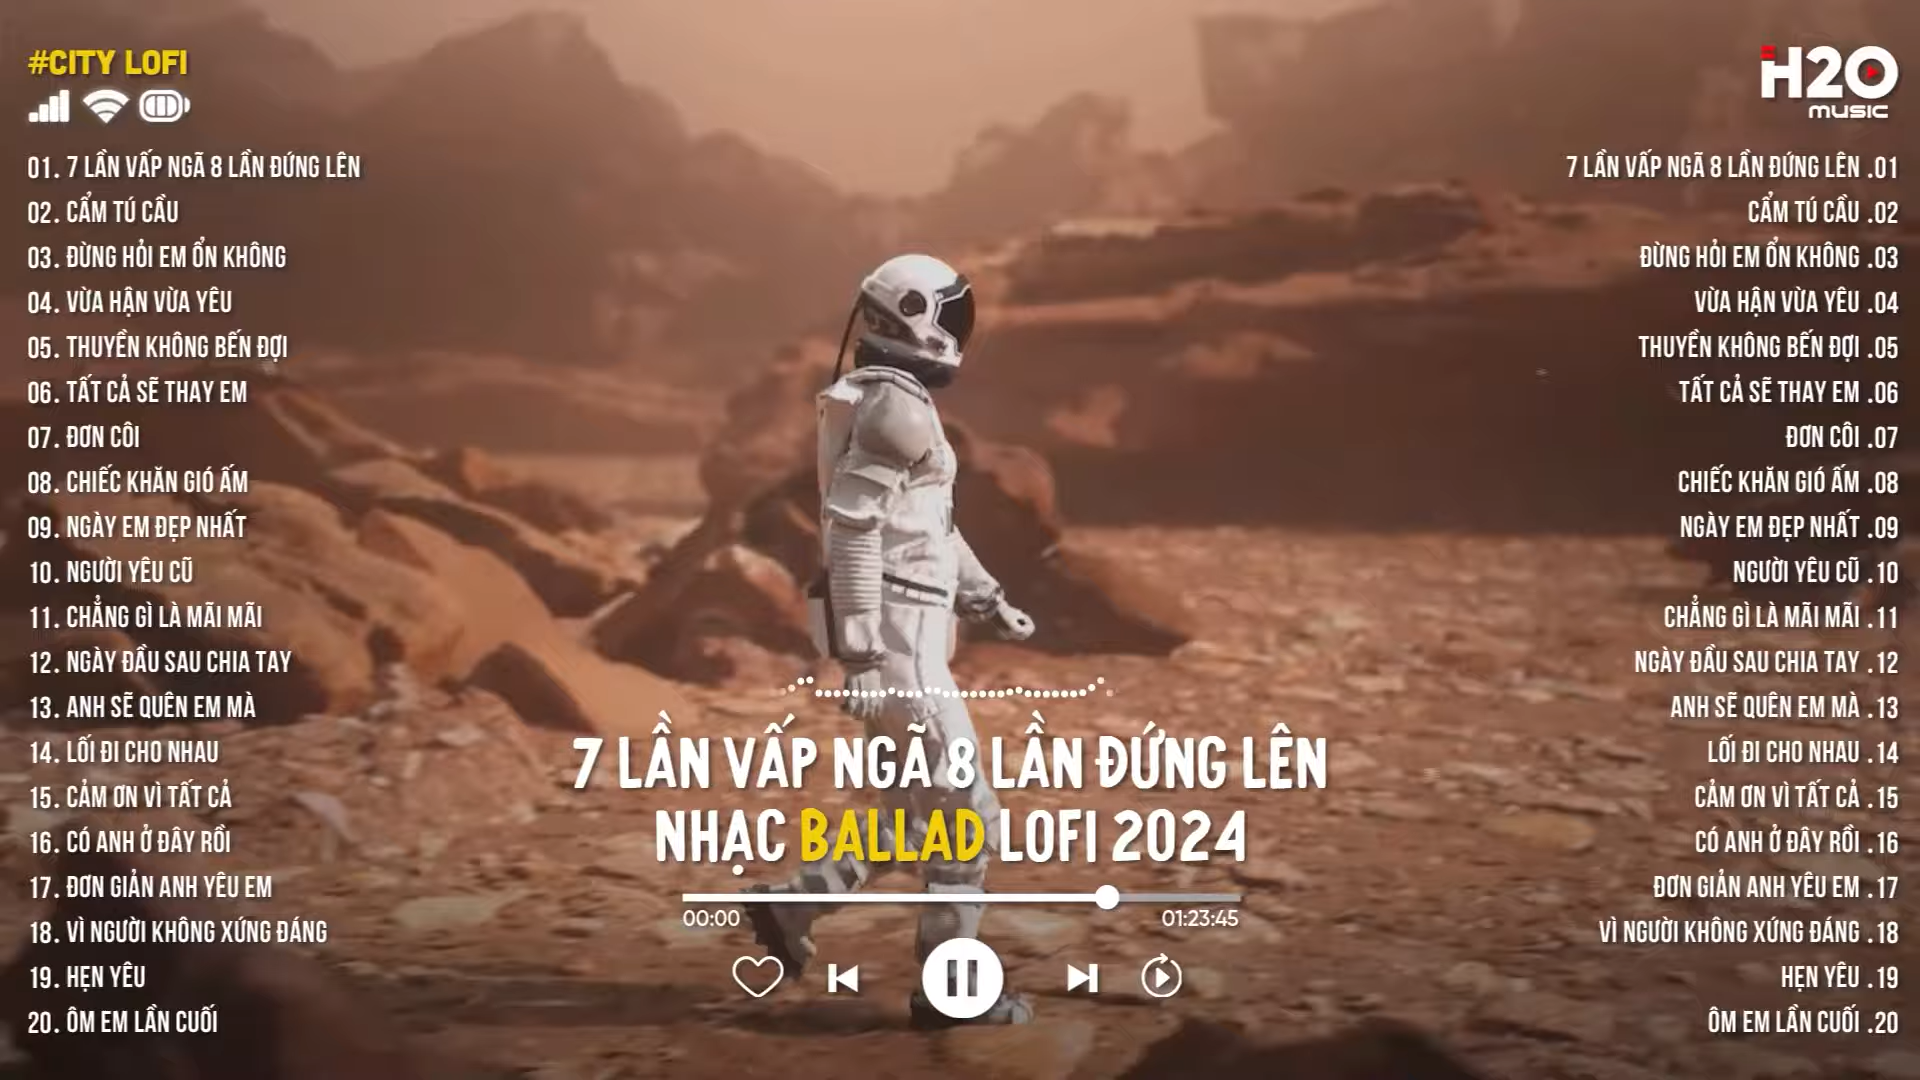 #CITY LOFI
H2O
MUSIC
01. 7 LẦN VẤP NGÃ 8 LẦN ĐỨNG LÊN
02. CẨM TÚ CẦU
03. ĐỪNG HỎI EM ỔN KHÔNG
04. VỪA HẬN VỪA YÊU
05. THUYỀN KHÔNG BẾN ĐỢI
06. TẤT CẢ SẼ THAY EM
07. ĐƠN CÔI
08. CHIẾC KHĂN GIÓ ẤM
09. NGÀY EM ĐẸP NHẤT
10. NGƯỜI YÊU CŨ
11. CHẲNG GÌ LÀ MÃI MÃI
12. NGÀY ĐẦU SAU CHIA TAY
13. ANH SẼ QUÊN EM MÀ
14. LỐI ĐI CHO NHAU
15. CẢM ƠN VÌ TẤT CẢ
16. CÓ ANH Ở ĐÂY RỒI
17. ĐƠN GIẢN ANH YÊU EM
18. VÌ NGƯỜI KHÔNG XỨNG ĐÁNG
19. HẸN YÊU
20. ÔM EM LẦN CUỐI
7 LẦN VẤP NGÃ 8 LẦN ĐỨNG LÊN .01
CẨM TÚ CẦU .02
ĐỪNG HỎI EM ỔN KHÔNG .03
VỪA HẬN VỪA YÊU .04
THUYỀN KHÔNG BẾN ĐỢI .05
TẤT CẢ SẼ THAY EM .06
ĐƠN CÔI .07
CHIẾC KHĂN GIÓ ẤM .08
NGÀY EM ĐẸP NHẤT .09
NGƯỜI YÊU CŨ .10
CHẲNG GÌ LÀ MÃI MÃI .11
NGÀY ĐẦU SAU CHIA TAY .12
ANH SẼ QUÊN EM MÀ .13
LỐI ĐI CHO NHAU .14
CẢM ƠN VÌ TẤT CẢ .15
CÓ ANH Ở ĐÂY RỒI .16
ĐƠN GIẢN ANH YÊU EM .17
VÌ NGƯỜI KHÔNG XỨNG ĐÁNG .18
HẸN YÊU .19
ÔM EM LẦN CUỐI .20
7 LẦN VẤP NGÃ 8 LẦN ĐỨNG LÊN
NHẠC BALLAD LOFI 2024
00:00 01:23:45